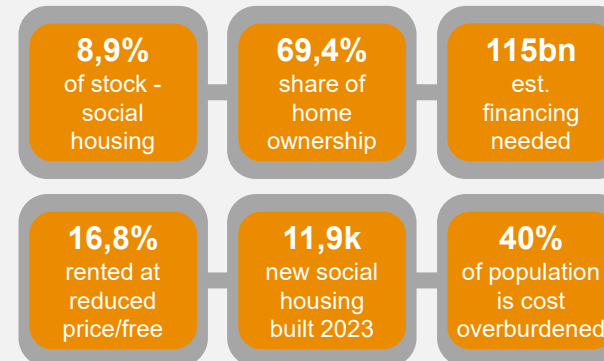 8,9%
of stock -
social
housing
69,4%
share of
home
ownership
115bn
est.
financing
needed
16,8%
rented at
reduced
price/free
11,9k
new social
housing
built 2023
40%
of population
is cost
overburdened